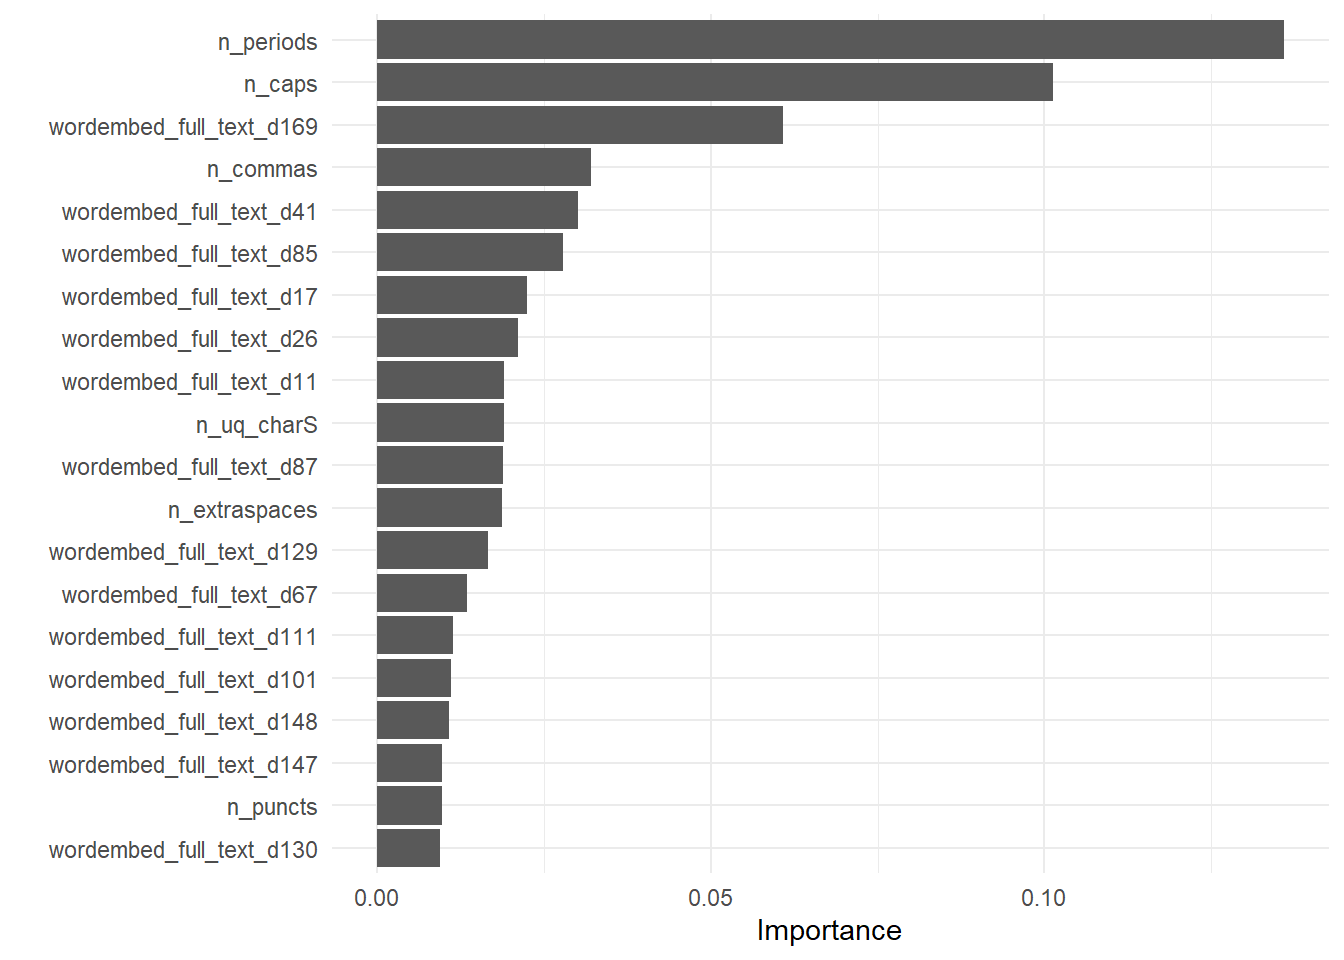 n_periods
n_caps
wordembed_full_text_d169
n_commas
wordembed_full_text_d41
wordembed_full_text_d85
wordembed_full_text_d17
wordembed_full_text_d26
wordembed_full_text_d11
n_uq_charS
wordembed_full_text_d87
n_extraspaces
wordembed_full_text_d129
wordembed_full_text_d67
wordembed_full_text_d111
wordembed_full_text_d101
wordembed_full_text_d148
wordembed_full_text_d147
n_puncts
wordembed_full_text_d130
0.00 0.05 0.10
Importance